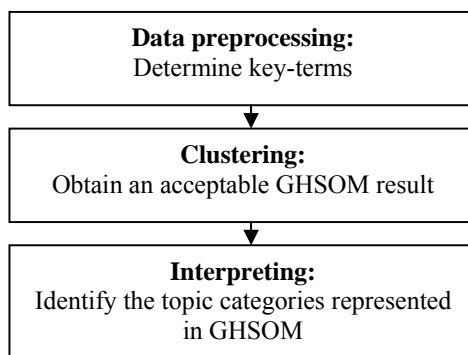 Data preprocessing:
Determine key-terms
Clustering:
Obtain an acceptable GHSOM result
Interpreting:
Identify the topic categories represented
in GHSOM